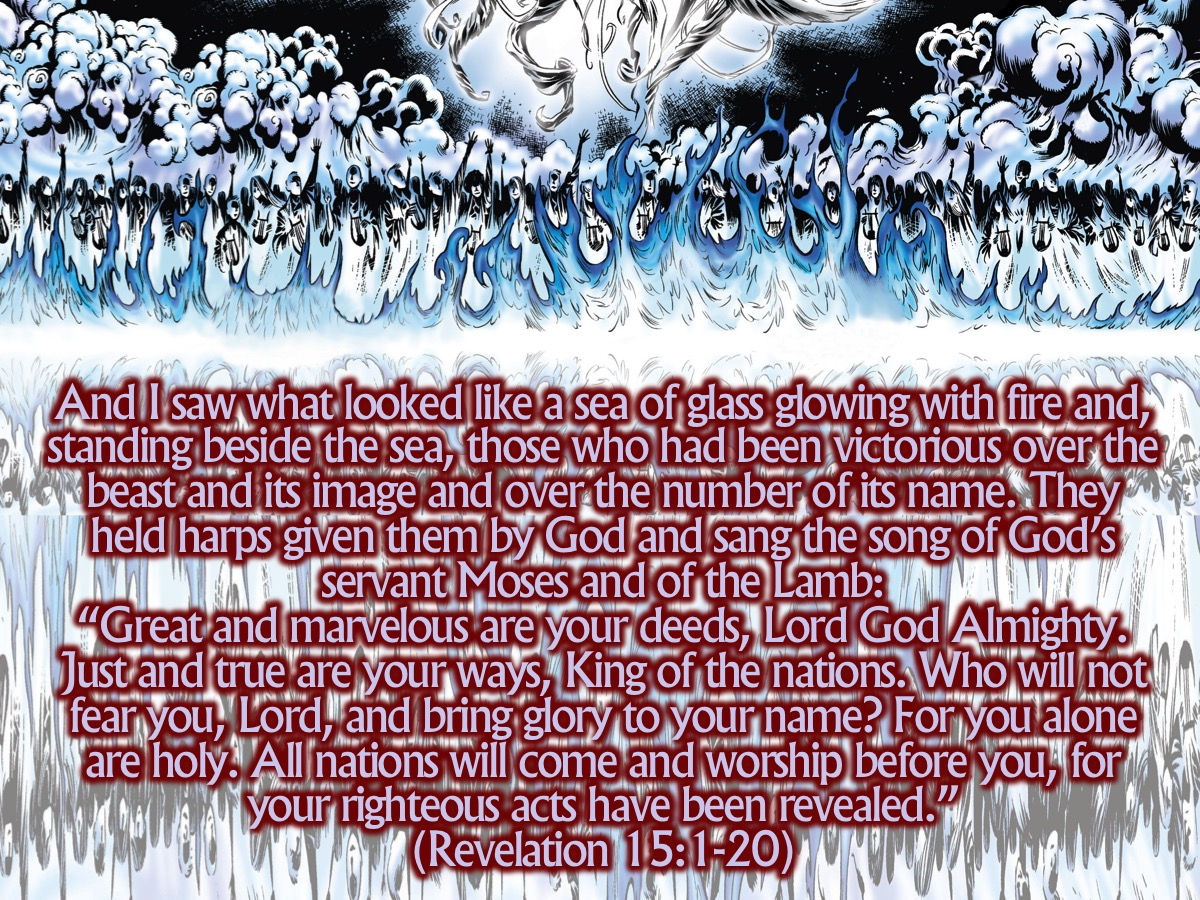 And I saw what looked like a sea of glass glowing with fire and,
standing beside the sea, those who had been victorious over the
beast and its image and over the number of its name. They
held harps given them by God and sang the song of God’s
servant Moses and of the Lamb:
“Great and marvelous are your deeds, Lord God Almighty.
Just and true are your ways, King of the nations. Who will not
fear you, Lord, and bring glory to your name? For you alone
are holy. All nations will come and worship before you, for
your righteous acts have been revealed.”
(Revelation 15:1-20)